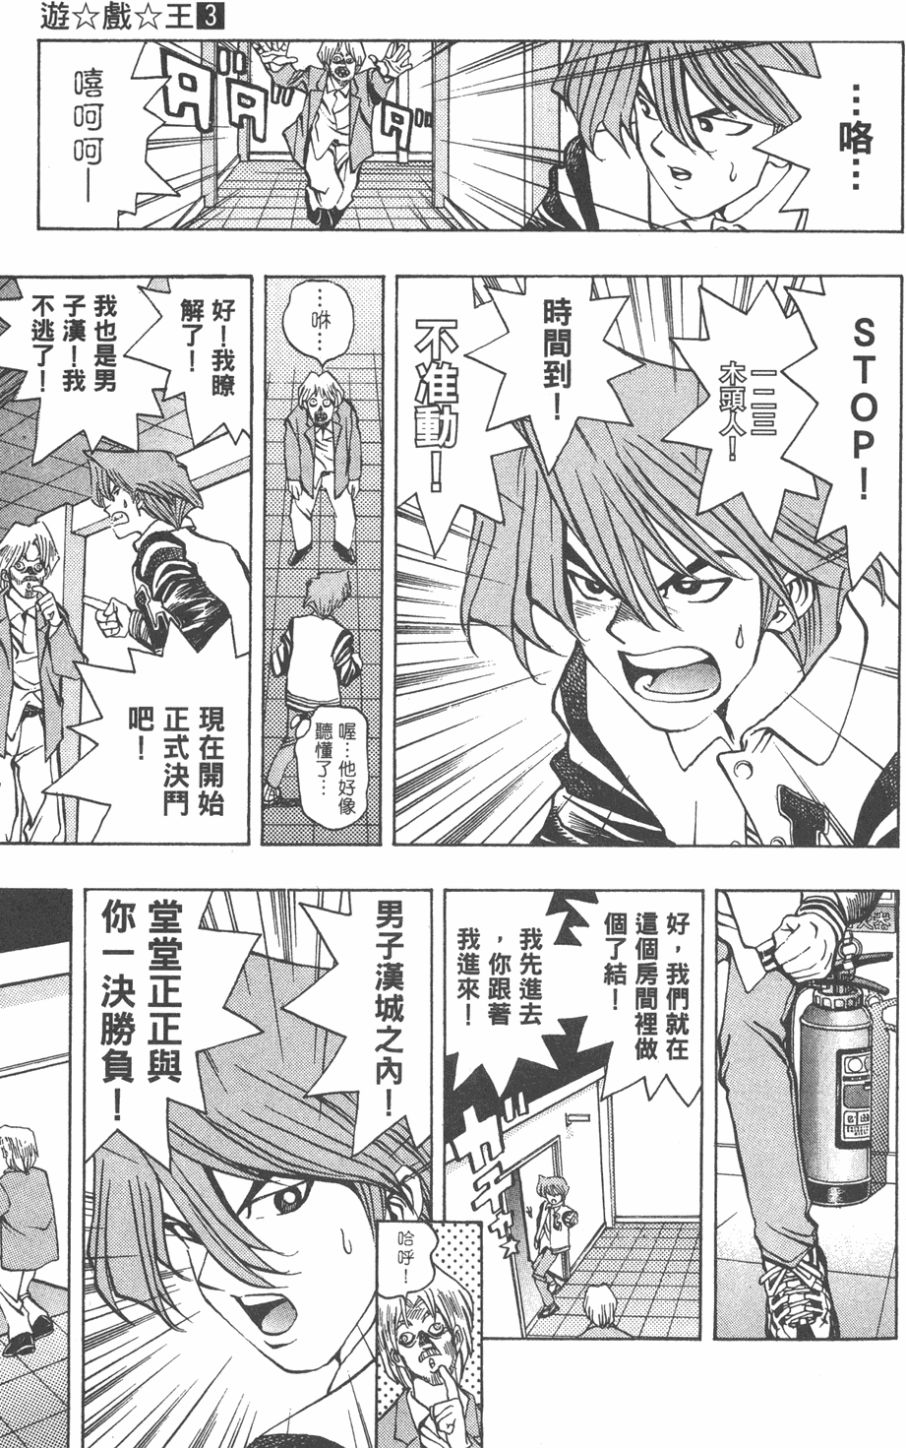 遊☆戲☆王3
…咯…
ダダダ
嘻呵呵—
STOP!
一二三
木頭人!
時間到!
不准動!
……咻……
喔…他好像
聽懂了…
好!我瞭
解了!
我也是男
子漢!我
不逃了!
現在開始
正式決鬥
吧!
好,我們就在
這個房間裡做
個了結!
我先進去
,你跟著
我進來!
男子漢城之內!
堂堂正正與
你一決勝負!
哈呼!